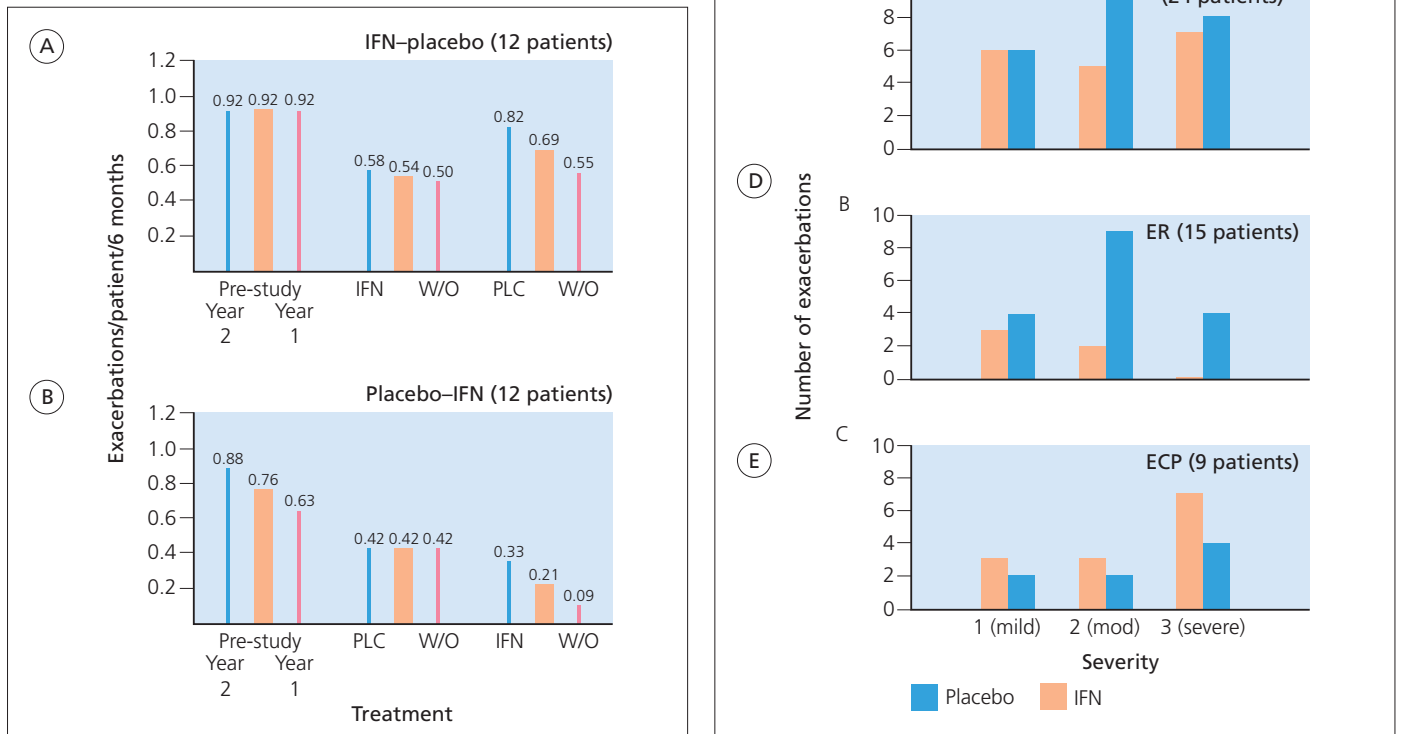 A
IFN–placebo (12 patients)
1.2
1.0
0.8
0.6
0.4
0.2
0.92 0.92 0.92
0.58 0.54 0.50
0.82
0.69
0.55
Pre-study IFN W/O PLC W/O
Year Year
2 1
Exacerbations/patient/6 months
B
Placebo–IFN (12 patients)
1.2
1.0
0.8
0.6
0.4
0.2
0.88
0.76
0.63
0.42 0.42 0.42
0.33
0.21
0.09
Pre-study PLC W/O IFN W/O
Year Year
2 1
Treatment
patients)
8
6
4
2
0
D
B
ER (15 patients)
10
8
6
4
2
0
Number of exacerbations
E
C
ECP (9 patients)
10
8
6
4
2
0
1 (mild) 2 (mod) 3 (severe)
Severity
Placebo IFN